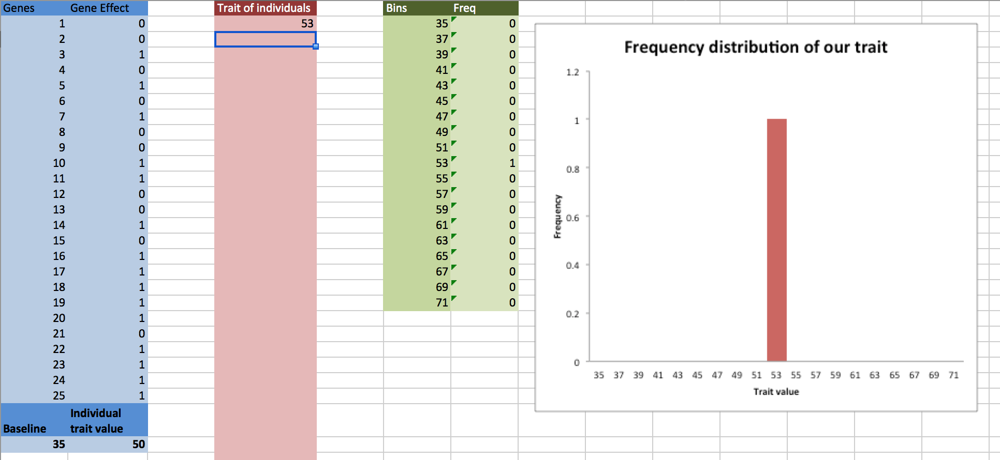 Genes Gene Effect Trait of individuals Bins Freq
1 0 53 35 0
2 0 37 0
3 1 39 0
4 0 41 0
5 1 43 0
6 0 45 0
7 1 47 0
8 0 49 0
9 0 51 0
10 1 53 1
11 1 55 0
12 0 57 0
13 0 59 0
14 1 61 0
15 0 63 0
16 1 65 0
17 1 67 0
18 1 69 0
19 1 71 0
20 1
21 0
22 1
23 1
24 1
25 1
Individual
Baseline trait value
35 50
Frequency distribution of our trait
1.2
1
0.8
0.6
0.4
0.2
0
Frequency
35 37 39 41 43 45 47 49 51 53 55 57 59 61 63 65 67 69 71
Trait value